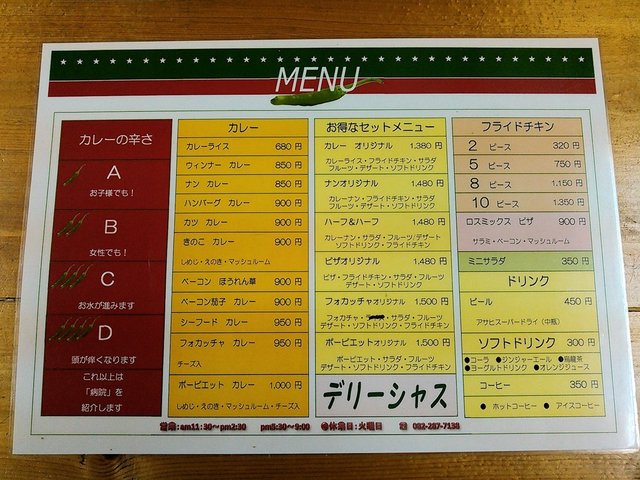 MENU
カレーの辛さ
A
お子様でも!
B
女性でも!
C
お水が進みます
D
頭が痒くなります
これ以上は
「病院」を
紹介します
カレー
カレーライス 680 円
ウィンナー カレー 850 円
ナン カレー 850 円
ハンバーグ カレー 900 円
カツ カレー 900 円
きのこ カレー 900 円
しめじ・えのき・マッシュルーム
ベーコン ほうれん草 900 円
ベーコン茄子 カレー 900 円
シーフード カレー 950 円
フォカッチャ カレー 950 円
チーズ入
ポーピエット カレー 1,000 円
しめじ・えのき・マッシュルーム・チーズ入
お得なセットメニュー
カレー オリジナル 1,380 円
カレーライス・フライドチキン・サラダ
フルーツ・デザート・ソフトドリンク
ナンオリジナル 1,480 円
カレーナン・フライドチキン・サラダ
フルーツ・デザート・ソフトドリンク
ハーフ&ハーフ 1,480 円
カレーナン・サラダ・フルーツ/デザート
ソフトドリンク・フライドチキン
ピザオリジナル 1,480 円
ピザ・フライドチキン・サラダ・フルーツ
デザート・ソフトドリンク
フォカッチャオリジナル 1,500 円
フォカチャ・・サラダ・フルーツ
デザート・ソフトドリンク・フライドチキン
ポーピエットオリジナル 1,500 円
ポーピエット・サラダ・フルーツ
デザート・ソフトドリンク・フライドチキン
デリーシャス
フライドチキン
2 ピース 320 円
5 ピース 750 円
8 ピース 1,150 円
10 ピース 1,350 円
ロスミックス ピザ 900 円
サラミ・ベーコン・マッシュルーム
ミニサラダ 350 円
ドリンク
ビール 450 円
アサヒスーパードライ(中瓶)
ソフトドリンク 300 円
●コーラ ●ジンジャーエール ●烏龍茶
●ヨーグルトドリンク ●オレンジジュース
コーヒー 350 円
● ホットコーヒー ● アイスコーヒー
営業:am11:30~pm2:30 pm5:30~9:00 ●休業日:火曜日 ☎ 092-287-7138